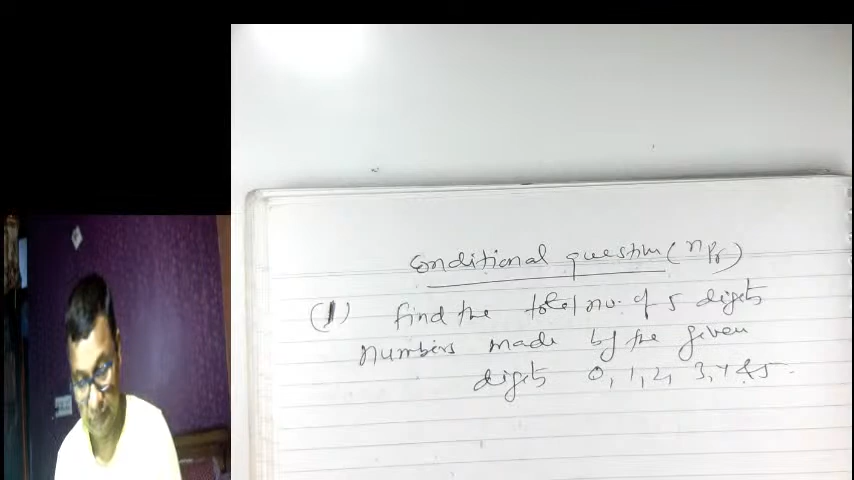 Conditional question (nPr)
(1) find the total no. of 5 digits
numbers made by the given
digits 0, 1, 2, 3, 4 & 5.